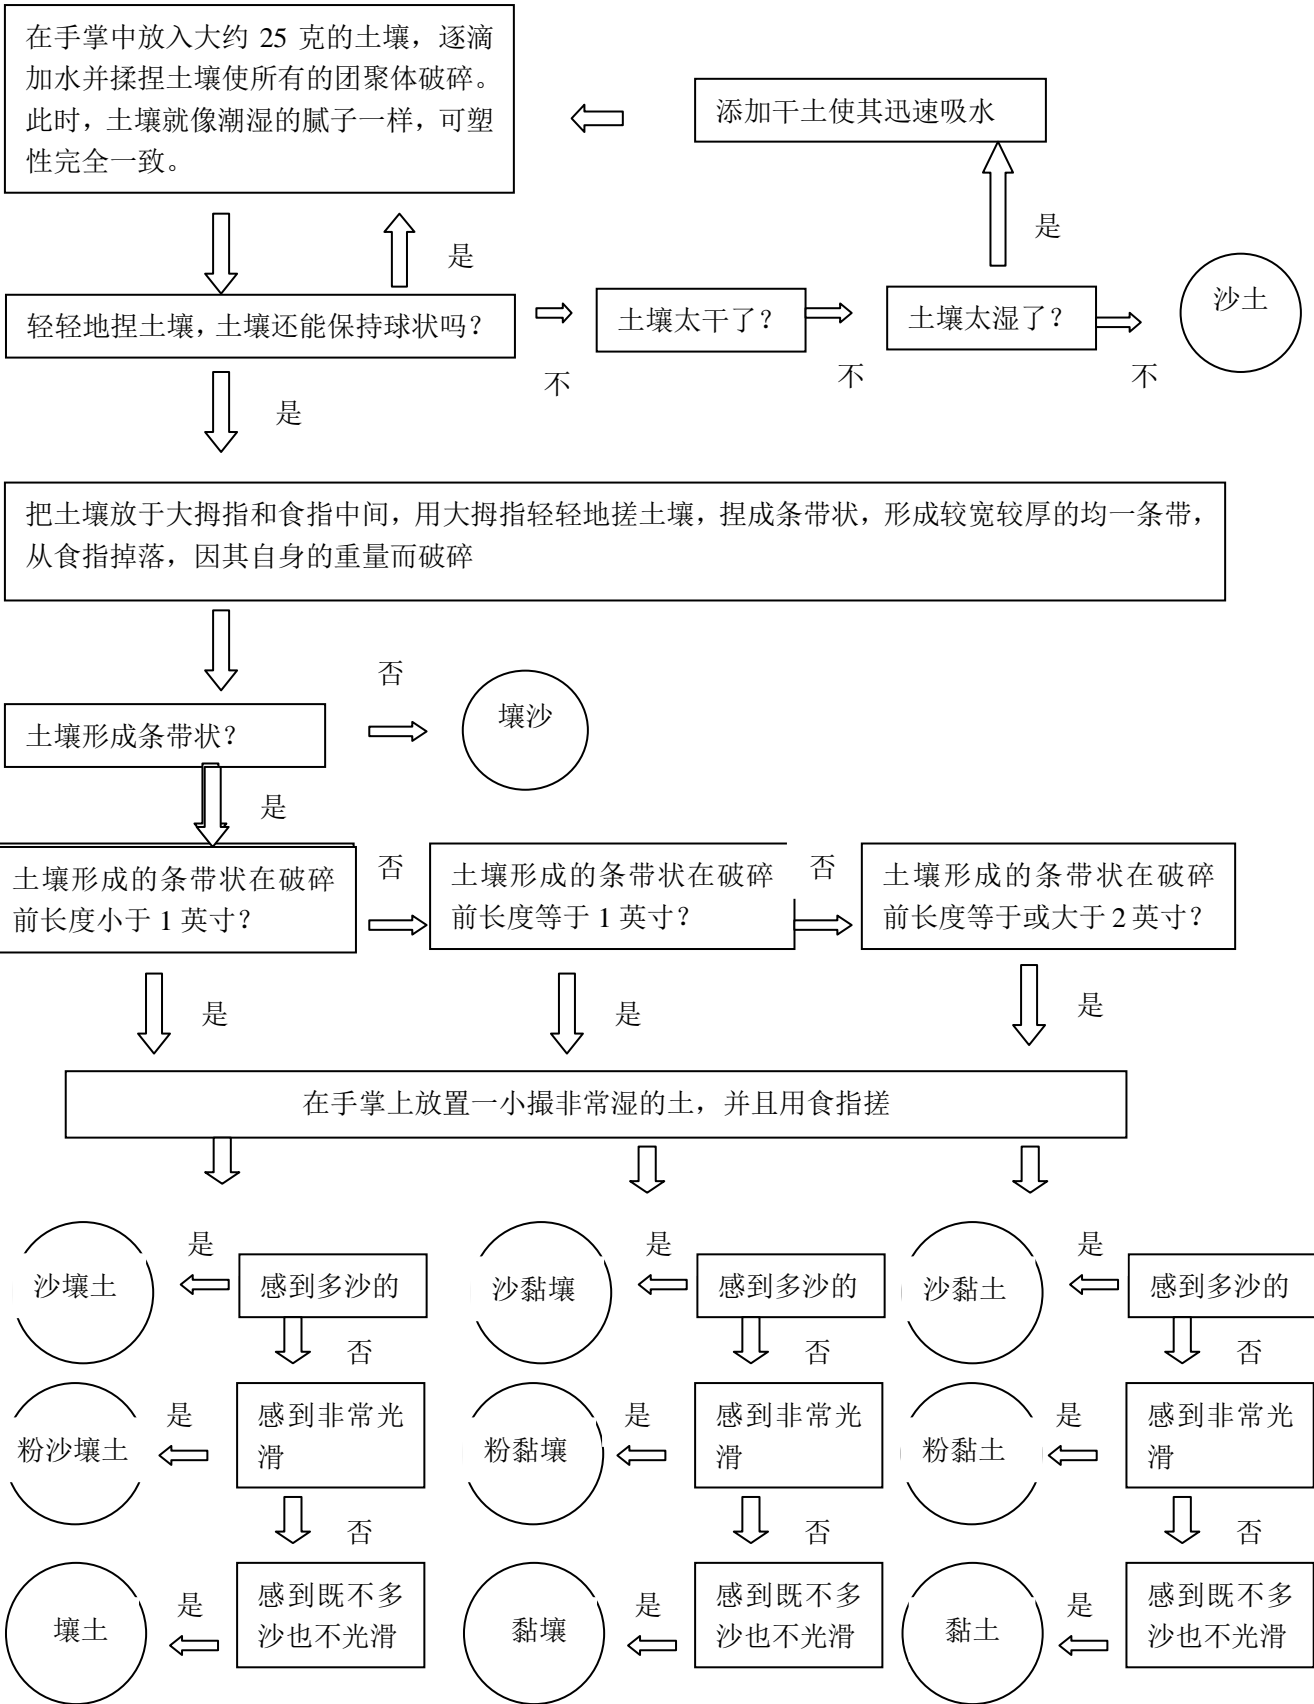 在手掌中放入大约 25 克的土壤，逐滴
加水并揉捏土壤使所有的团聚体破碎。
此时，土壤就像潮湿的腻子一样，可塑
性完全一致。
添加干土使其迅速吸水
是
是
轻轻地捏土壤，土壤还能保持球状吗？
土壤太干了？
土壤太湿了？
沙土
不
不
不
是
把土壤放于大拇指和食指中间，用大拇指轻轻地搓土壤，捏成条带状，形成较宽较厚的均一条带，
从食指掉落，因其自身的重量而破碎
否
土壤形成条带状？
壤沙
是
土壤形成的条带状在破碎
前长度小于 1 英寸？
否
土壤形成的条带状在破碎
前长度等于 1 英寸？
否
土壤形成的条带状在破碎
前长度等于或大于 2 英寸？
是
是
是
在手掌上放置一小撮非常湿的土，并且用食指搓
沙壤土
是
感到多沙的
沙黏壤
是
感到多沙的
沙黏土
是
感到多沙的
否
否
否
粉沙壤土
是
感到非常光
滑
粉黏壤
是
感到非常光
滑
粉黏土
是
感到非常光
滑
否
否
否
壤土
是
感到既不多
沙也不光滑
黏壤
是
感到既不多
沙也不光滑
黏土
是
感到既不多
沙也不光滑